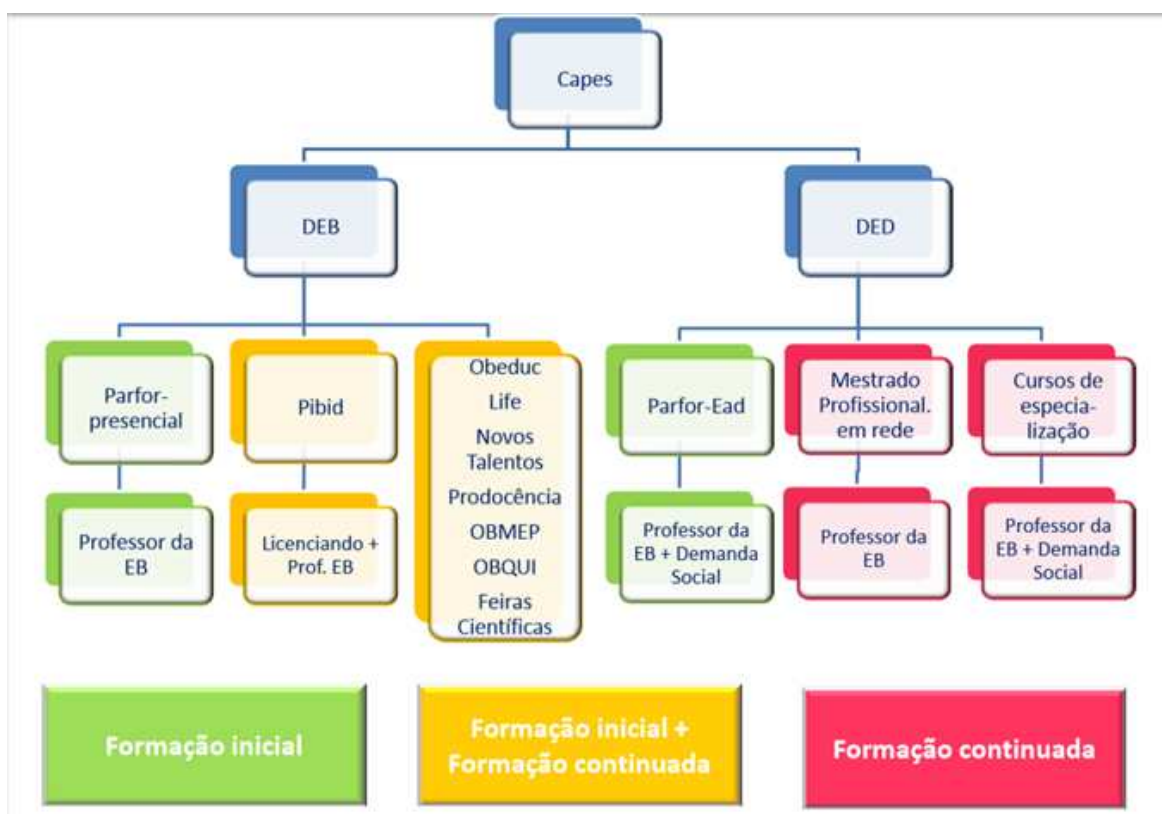 Capes
DEB
DED
Parfor-
presencial
Pibid
Obeduc
Life
Novos
Talentos
Prodocência
OBMEP
OBQUI
Feiras
Científicas
Parfor-Ead
Mestrado
Profissional.
em rede
Cursos de
especia-
lização
Professor da
EB
Licenciando +
Prof. EB
Professor da
EB + Demanda
Social
Professor da
EB
Professor da
EB + Demanda
Social
Formação inicial
Formação inicial +
Formação continuada
Formação continuada